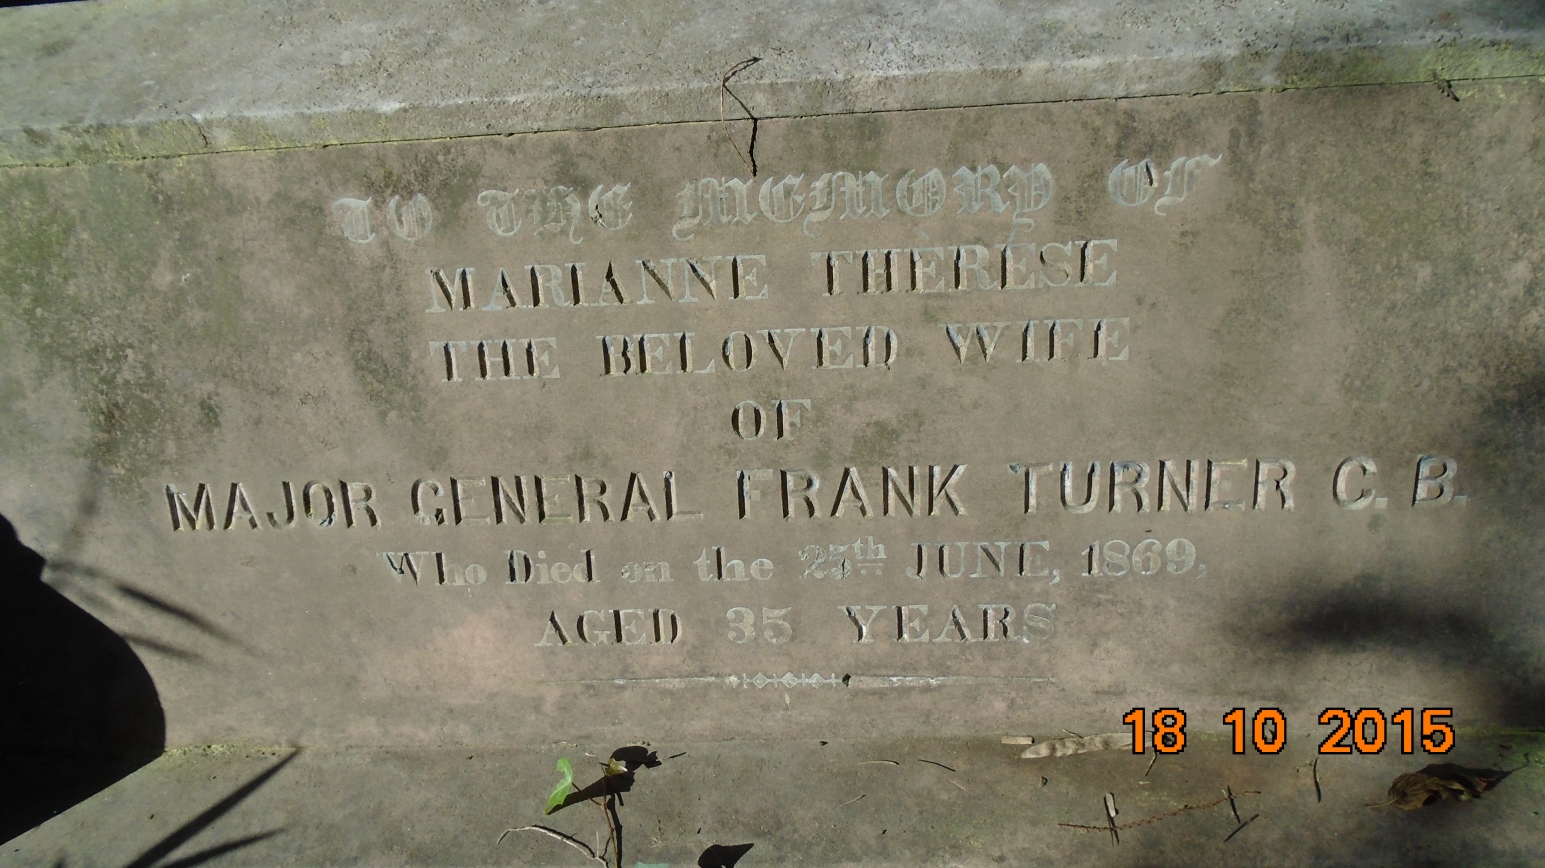 TO THE MEMORY OF
MARIANNE THÈRÉSE
THE BELOVED WIFE
OF
MAJOR GENERAL FRANK TURNER C. B.
Who Died on the 25th JUNE, 1869,
AGED 35 YEARS
18 10 2015